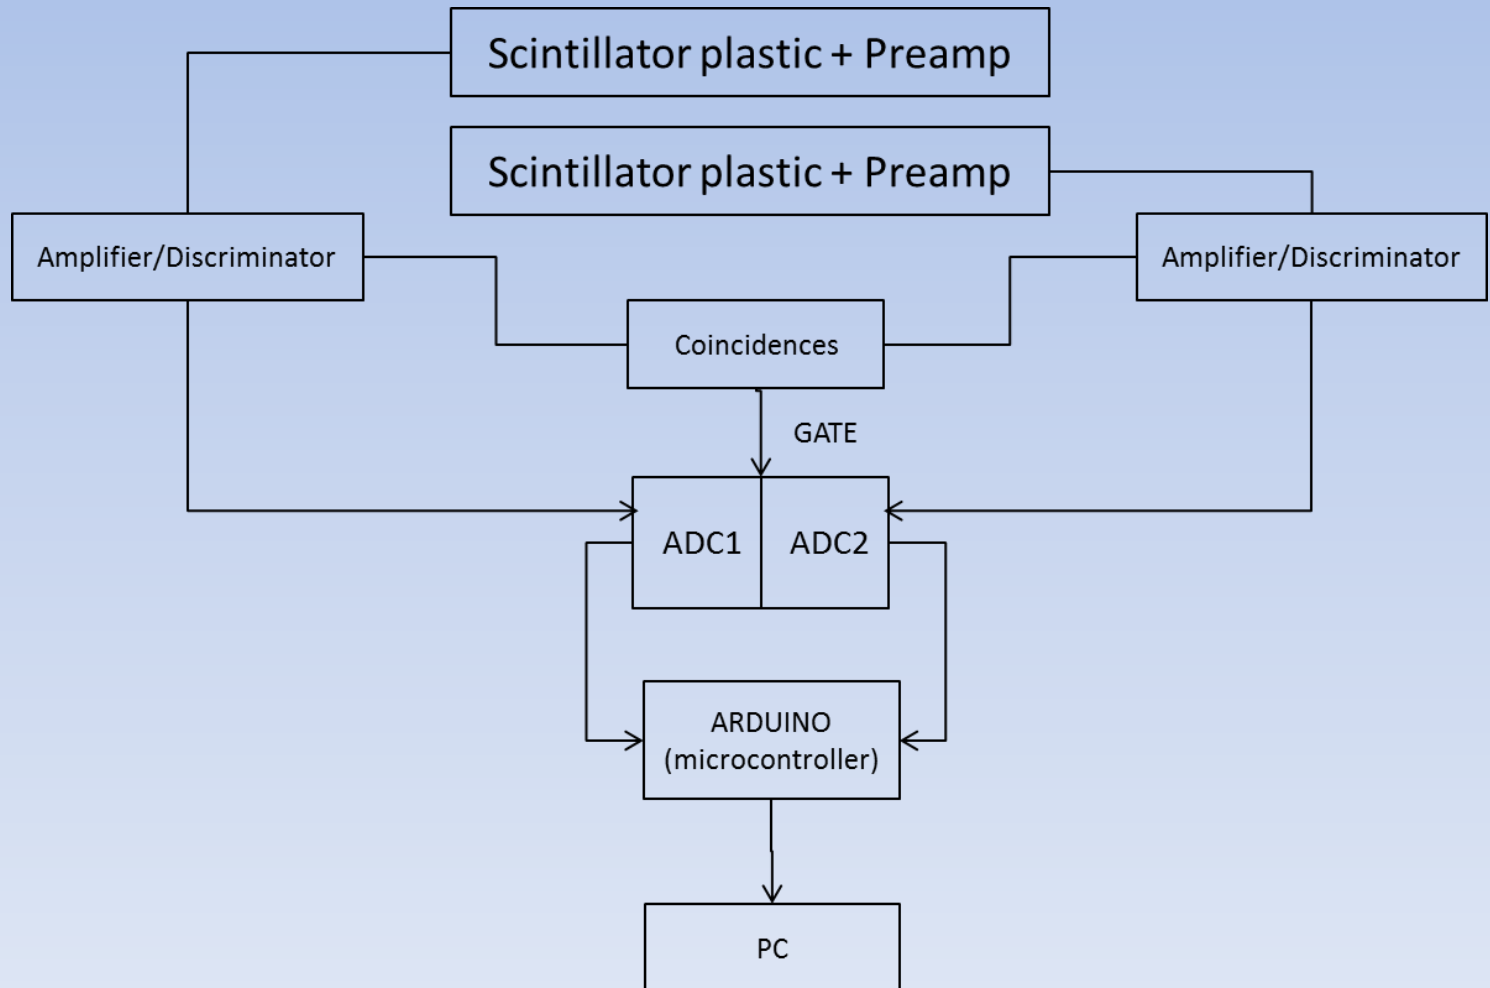 Scintillator plastic + Preamp
Scintillator plastic + Preamp
Amplifier/Discriminator
Amplifier/Discriminator
Coincidences
GATE
ADC1
ADC2
ARDUINO
(microcontroller)
PC